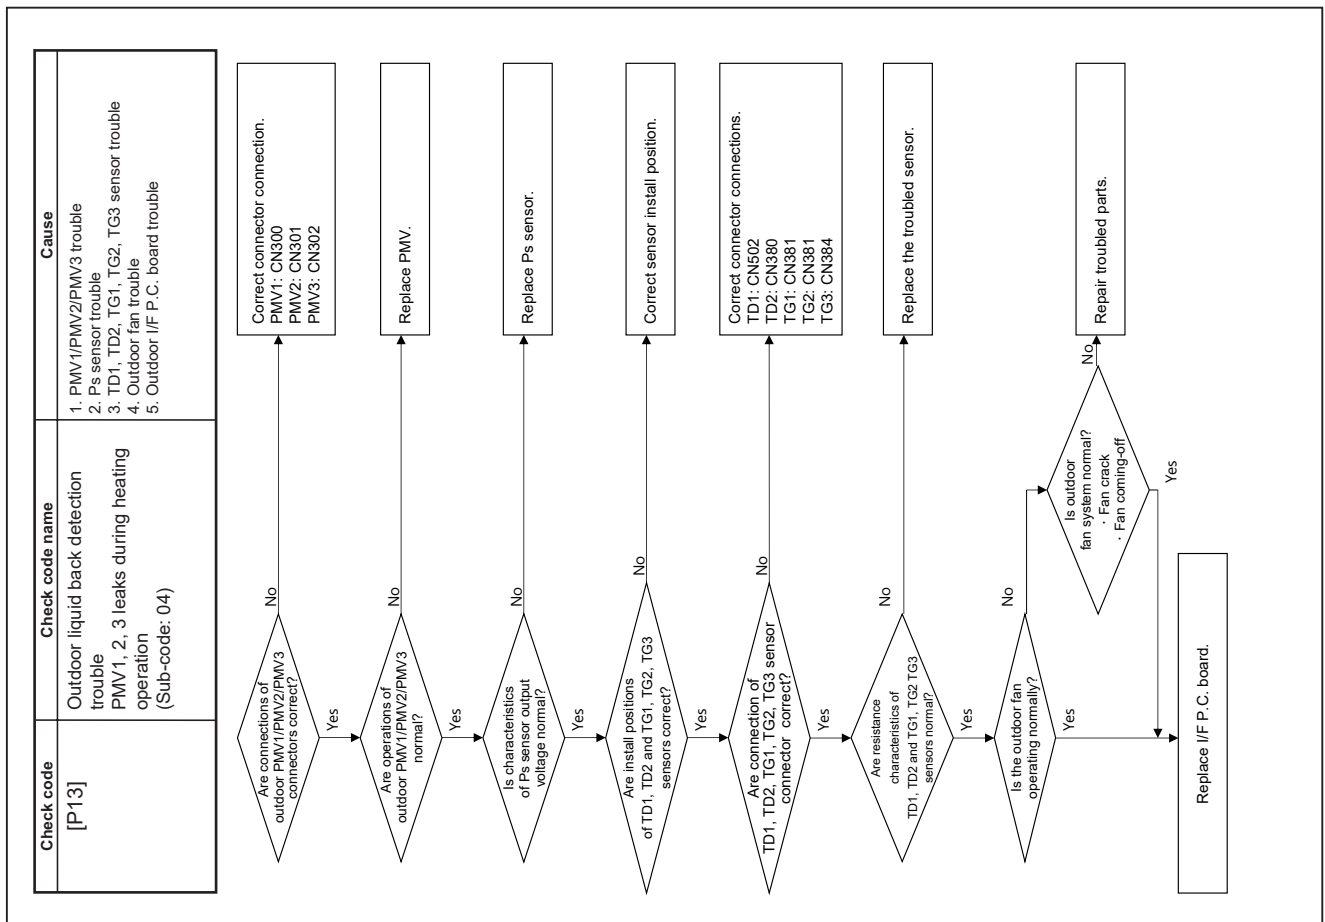 Check code
Check code name
Cause
[P13]
Outdoor liquid back detection
trouble
PMV1, 2, 3 leaks during heating
operation
(Sub-code: 04)
1. PMV1/PMV2/PMV3 trouble
2. Ps sensor trouble
3. TD1, TD2, TG1, TG2, TG3 sensor trouble
4. Outdoor fan trouble
5. Outdoor I/F P.C. board trouble
Are connections of
outdoor PMV1/PMV2/PMV3
connectors correct?
No
Correct connector connection.
PMV1: CN300
PMV2: CN301
PMV3: CN302
Yes
Are operations of
outdoor PMV1/PMV2/PMV3
normal?
No
Replace PMV.
Yes
Is characteristics
of Ps sensor output
voltage normal?
No
Replace Ps sensor.
Yes
Are install positions
of TD1, TD2 and TG1, TG2, TG3
sensors correct?
No
Correct sensor install position.
Yes
Are connection of
TD1, TD2, TG1, TG2, TG3 sensor
connector correct?
No
Correct connector connections.
TD1: CN502
TD2: CN380
TG1: CN381
TG2: CN381
TG3: CN384
Yes
Are resistance
characteristics of
TD1, TD2 and TG1, TG2 TG3
sensors normal?
No
Replace the troubled sensor.
Yes
Is the outdoor fan
operating normally?
No
Yes
Is outdoor
fan system normal?
· Fan crack
· Fan coming-off
No
Repair troubled parts.
Yes
Replace I/F P.C. board.